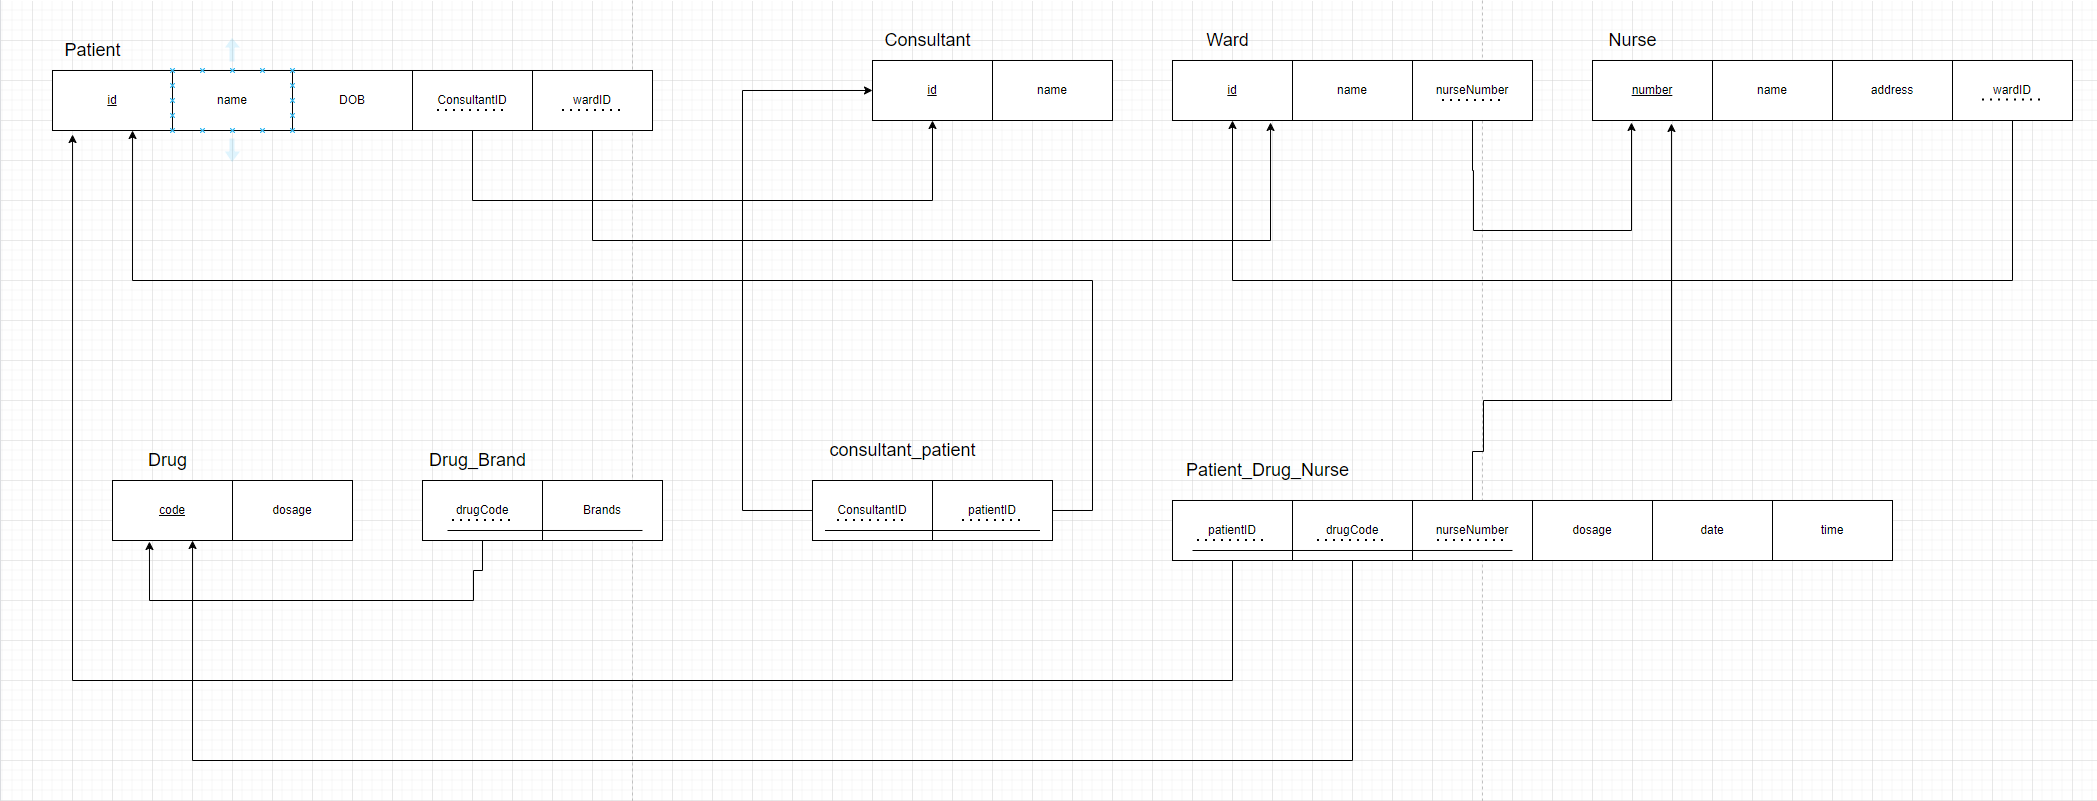 Patient
id
name
DOB
ConsultantID
wardID
Consultant
id
name
Ward
id
name
nurseNumber
Nurse
number
name
address
wardID
Drug
code
dosage
Drug_Brand
drugCode
Brands
consultant_patient
ConsultantID
patientID
Patient_Drug_Nurse
patientID
drugCode
nurseNumber
dosage
date
time